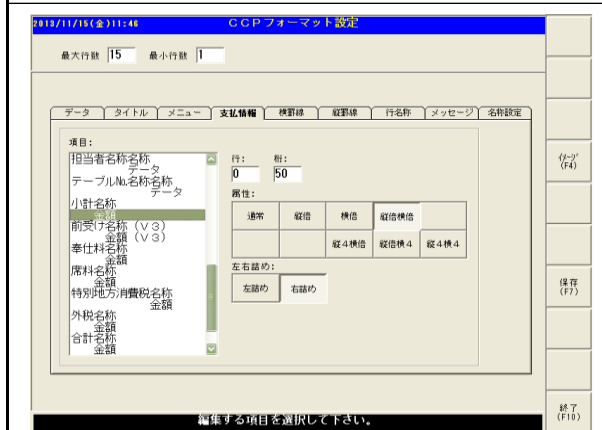 2013/11/15(金)11:46 CCPフォーマット設定
最大行数 15 最小行数 1
データ タイトル メニュー 支払情報 横罫線 縦罫線 行名称 メッセージ 名称設定
項目:
担当者名称名称
データ
テーブルNo.名称名称
データ
小計名称
金額
前受け名称(V3)
金額(V3)
奉仕料名称
金額
席料名称
金額
特別地方消費税名称
金額
外税名称
金額
合計名称
金額
行: 桁:
0 50
属性:
通常 縦倍 横倍 縦倍横倍
縦4横倍 縦倍横4 縦4横4
左右詰め:
左詰め 右詰め
イメージ
(F4)
保存
(F7)
終了
(F10)
編集する項目を選択して下さい。